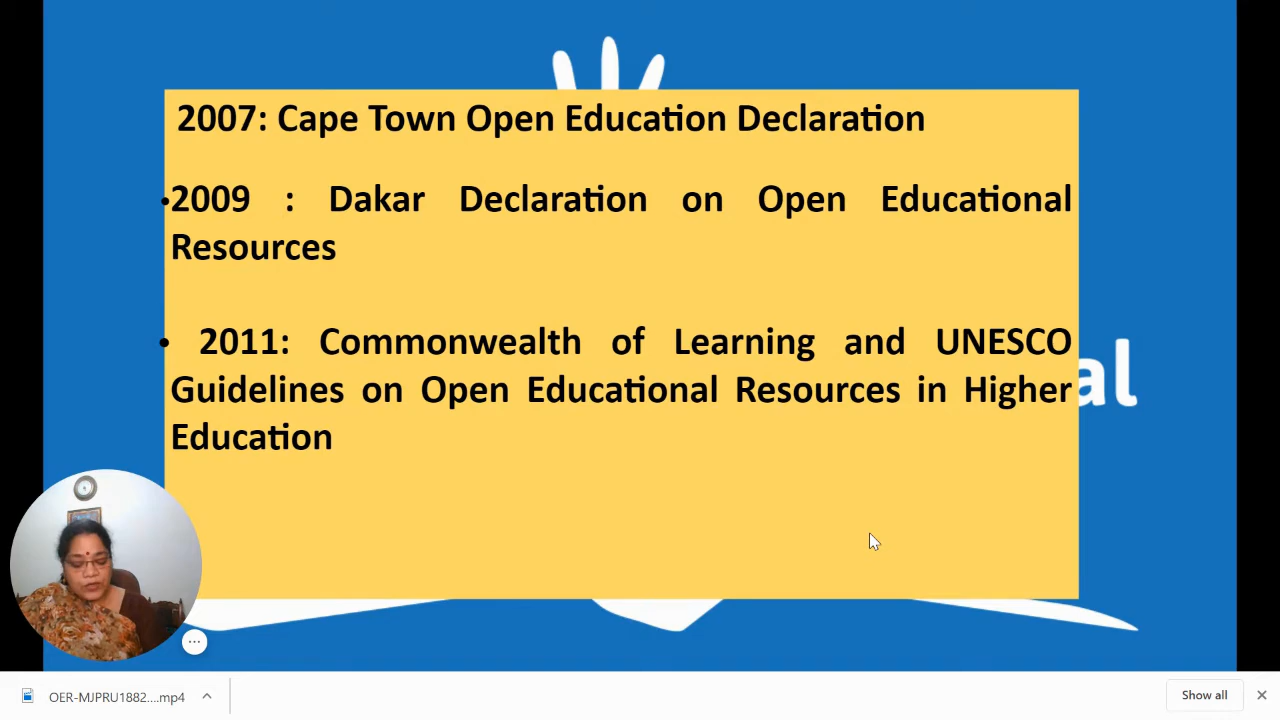 2007: Cape Town Open Education Declaration
•2009 : Dakar Declaration on Open Educational
Resources
• 2011: Commonwealth of Learning and UNESCO
Guidelines on Open Educational Resources in Higher
Education
al
OER-MJPRU1882....mp4
Show all